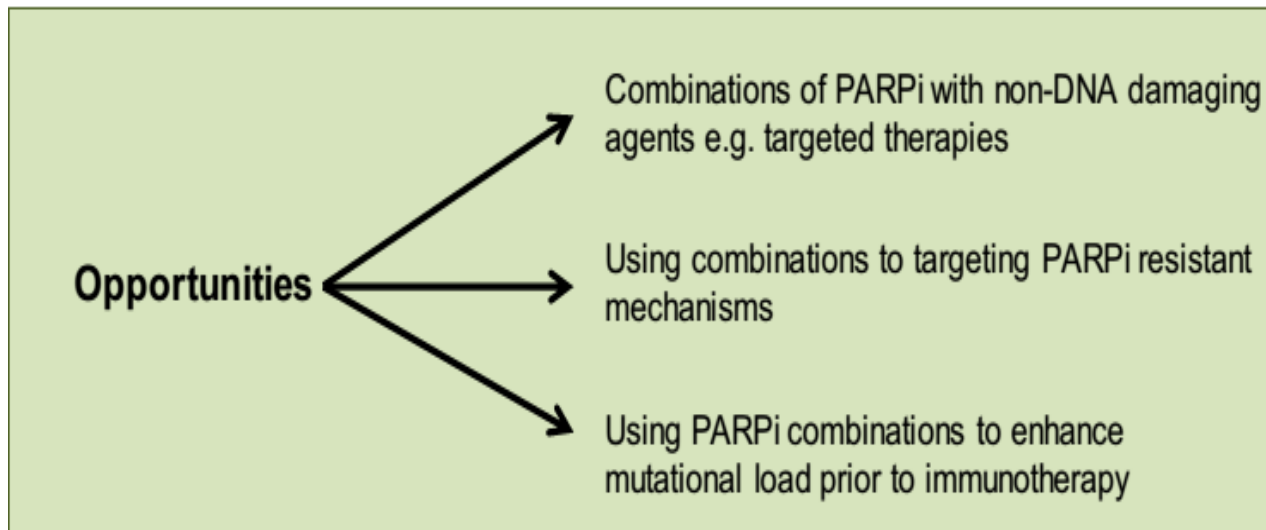 Combinations of PARPi with non-DNA damaging
agents e.g. targeted therapies
Opportunities
Using combinations to targeting PARPi resistant
mechanisms
Using PARPi combinations to enhance
mutational load prior to immunotherapy